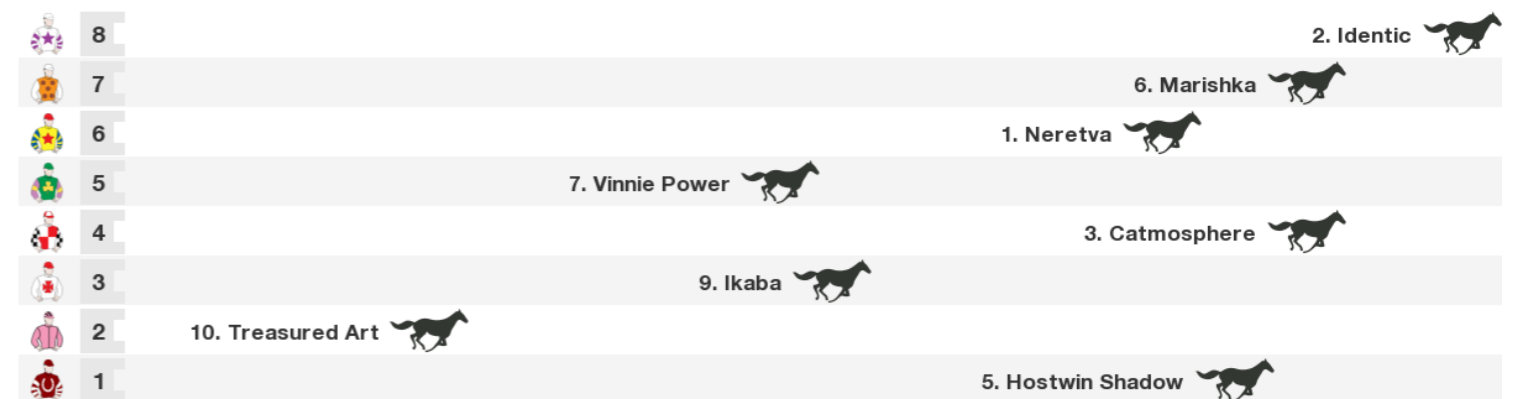 8 2. Identic
7 6. Marishka
6 1. Neretva
5 7. Vinnie Power
4 3. Catmosphere
3 9. Ikaba
2 10. Treasured Art
1 5. Hostwin Shadow